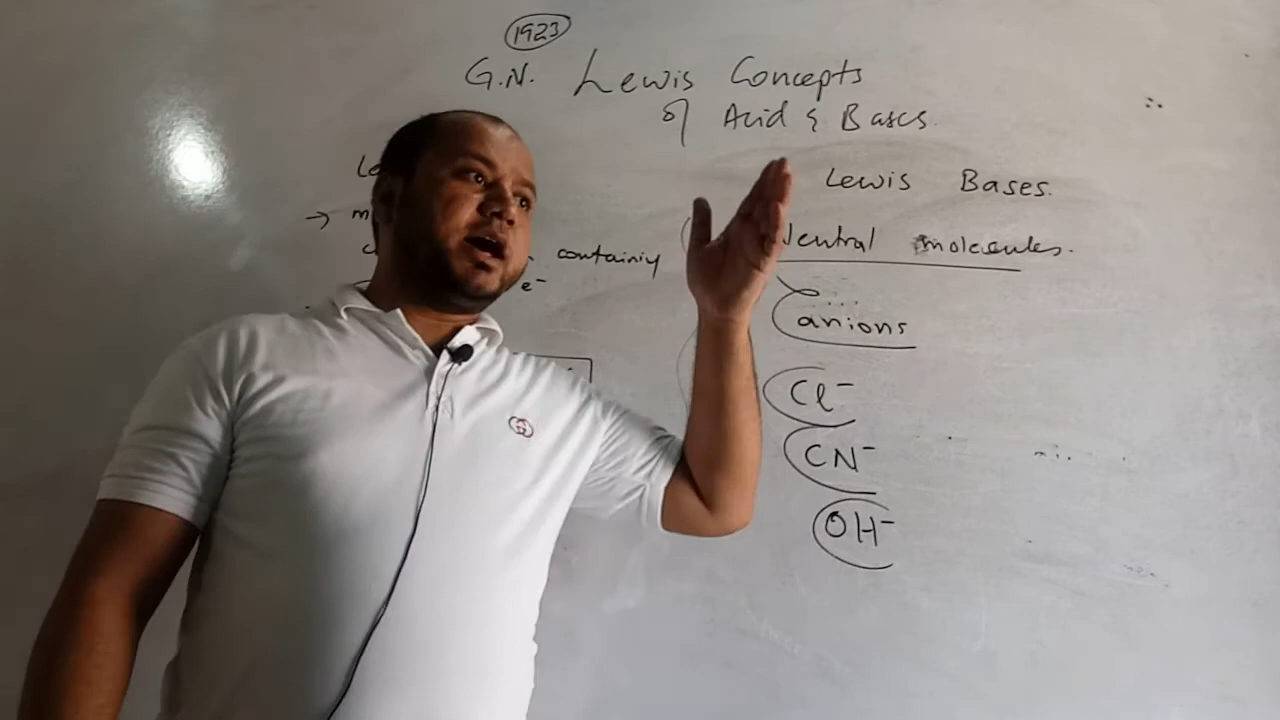 1923
G.N. Lewis Concepts
of Acid & Bases.
Lewis Bases.
Neutral molecules.
containing
e⁻
anions
Cl⁻
CN⁻
OH⁻